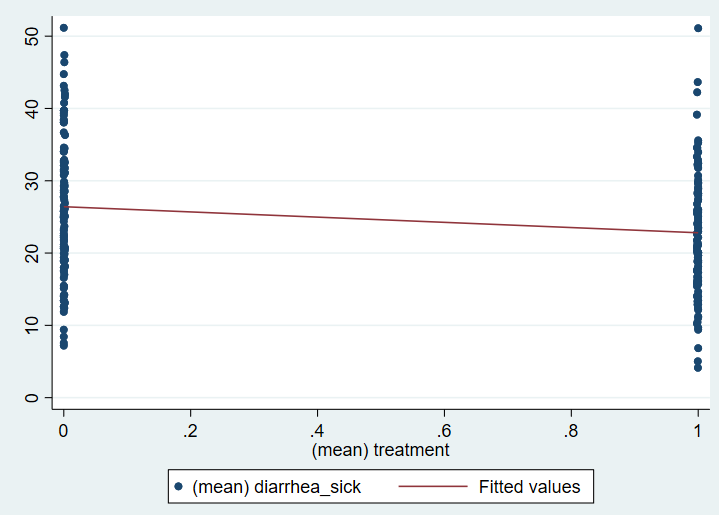 50
40
30
20
10
0
0 .2 .4 .6 .8 1
(mean) treatment
(mean) diarrhea_sick Fitted values